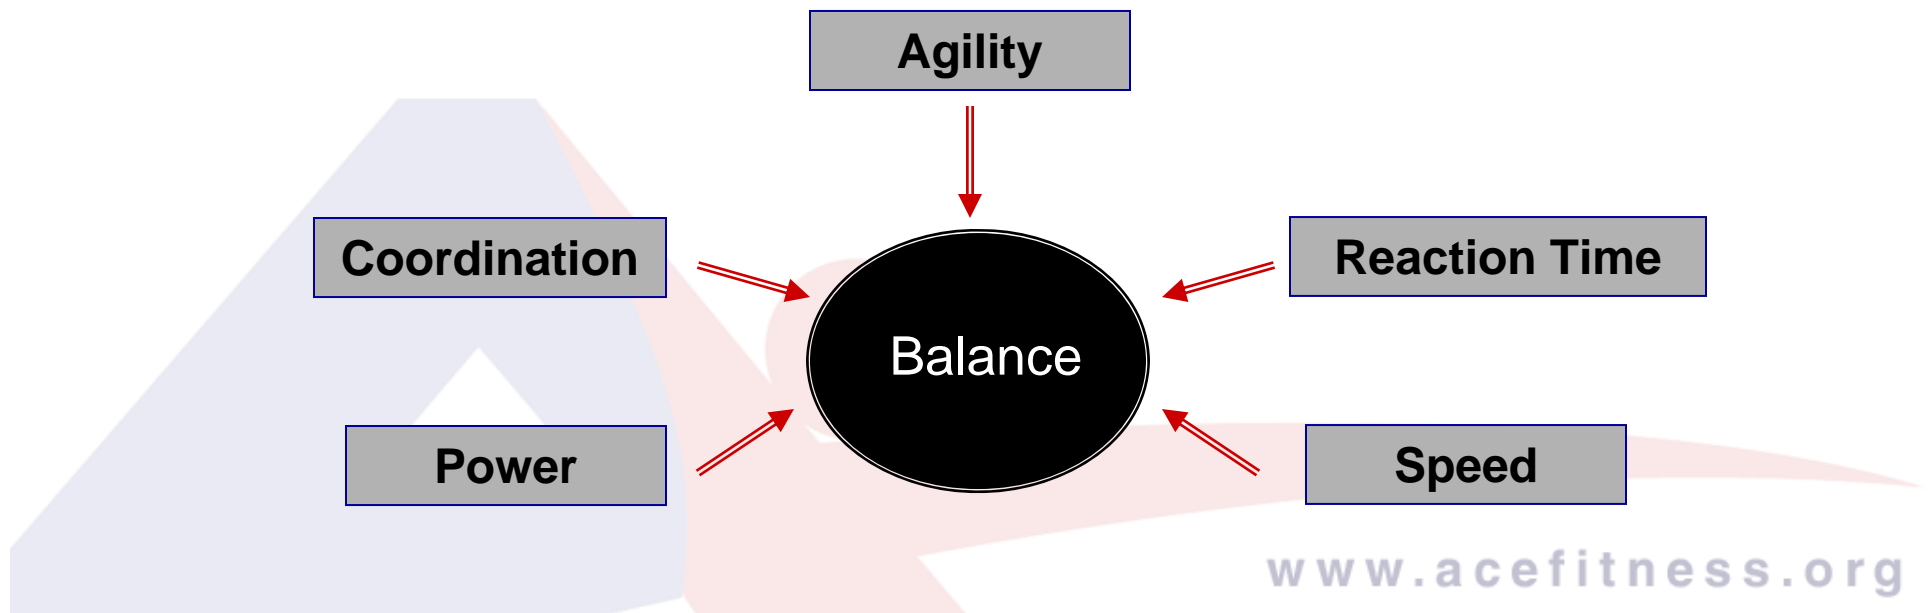 Agility
Coordination
Reaction Time
Balance
Power
Speed
www.acefitness.org